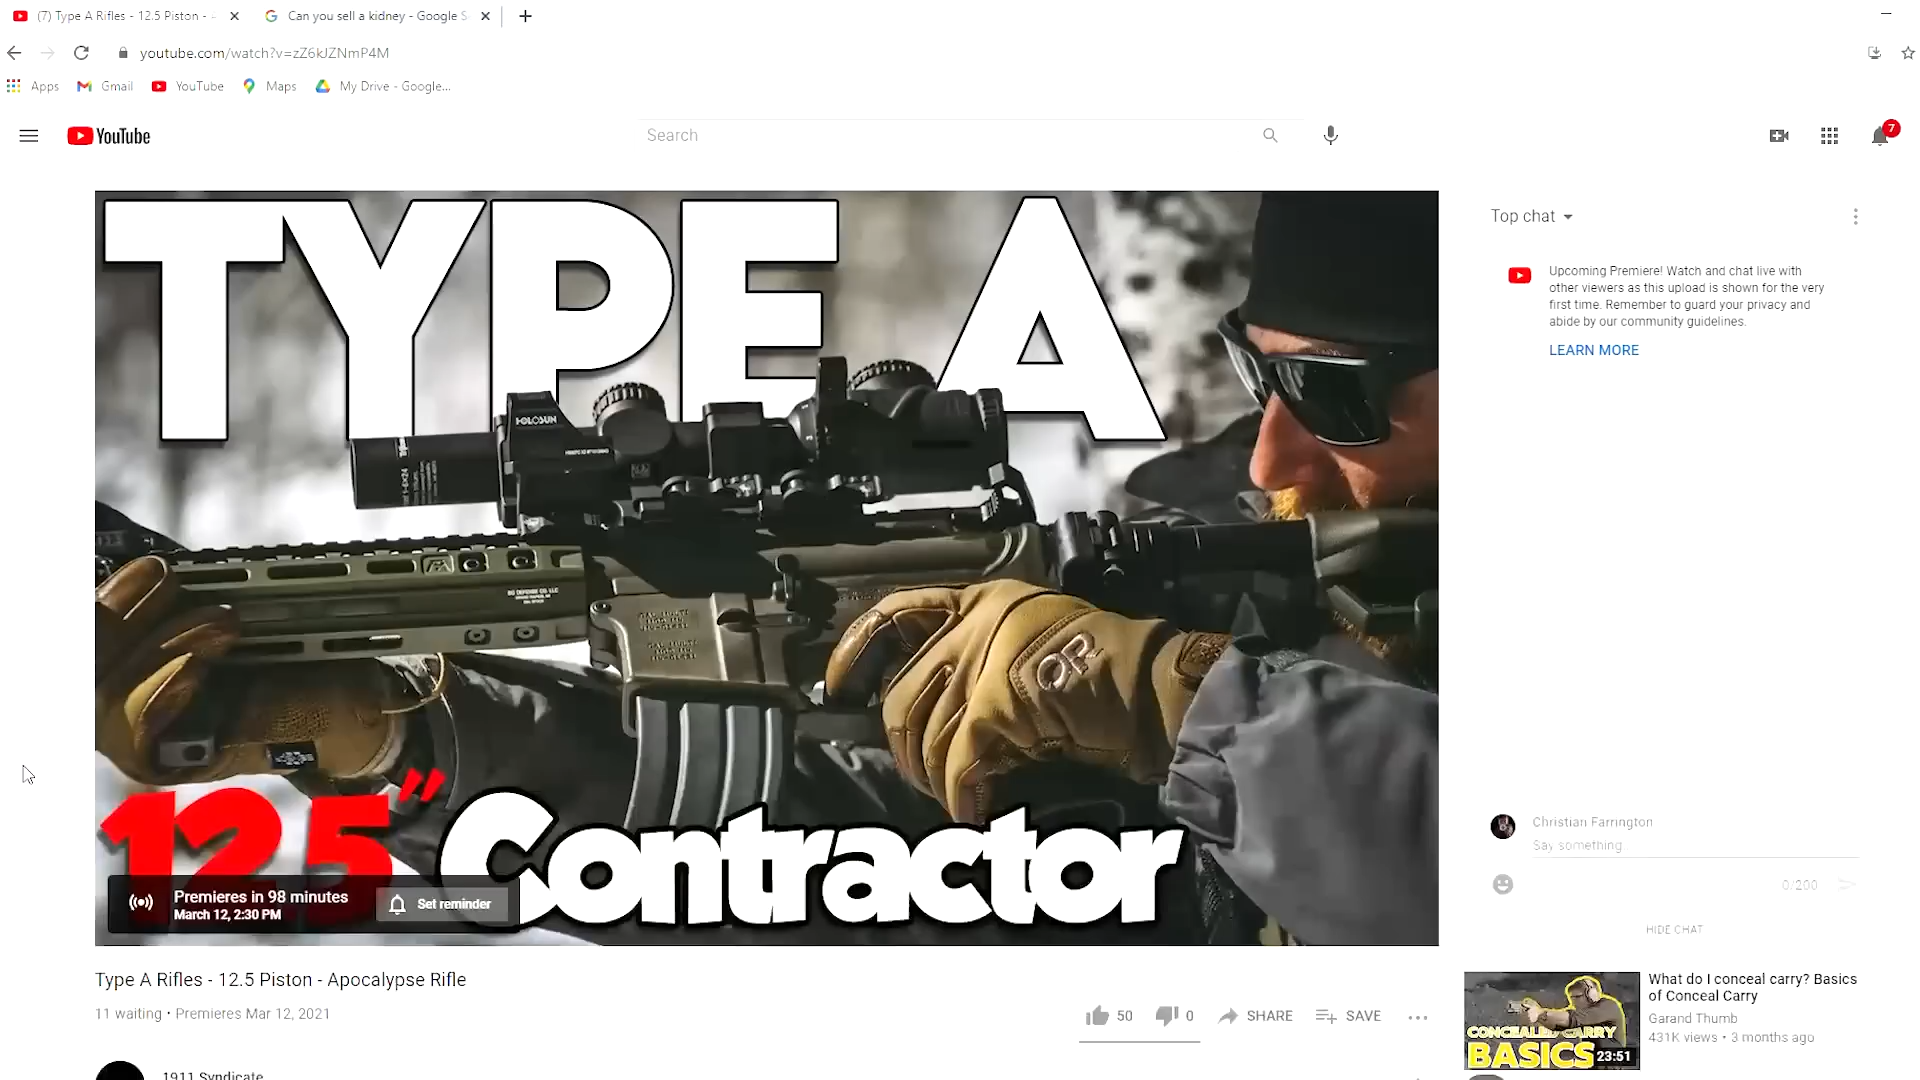 (7) Type A Rifles - 12.5 Piston -
Can you sell a kidney - Google S
youtube.com/watch?v=zZ6kJZNmP4M
Apps
Gmail
YouTube
Maps
My Drive - Google...
YouTube
Search
7
TYPE A
HOLOSUN
OR
12.5" Contractor
Premieres in 98 minutes
March 12, 2:30 PM
Set reminder
Top chat
Upcoming Premiere! Watch and chat live with
other viewers as this upload is shown for the very
first time. Remember to guard your privacy and
abide by our community guidelines.
LEARN MORE
Christian Farrington
Say something...
0/200
HIDE CHAT
Type A Rifles - 12.5 Piston - Apocalypse Rifle
11 waiting • Premieres Mar 12, 2021
50
0
SHARE
SAVE
1911 Syndicate
CONCEALED CARRY
BASICS
23:51
What do I conceal carry? Basics
of Conceal Carry
Garand Thumb
431K views • 3 months ago